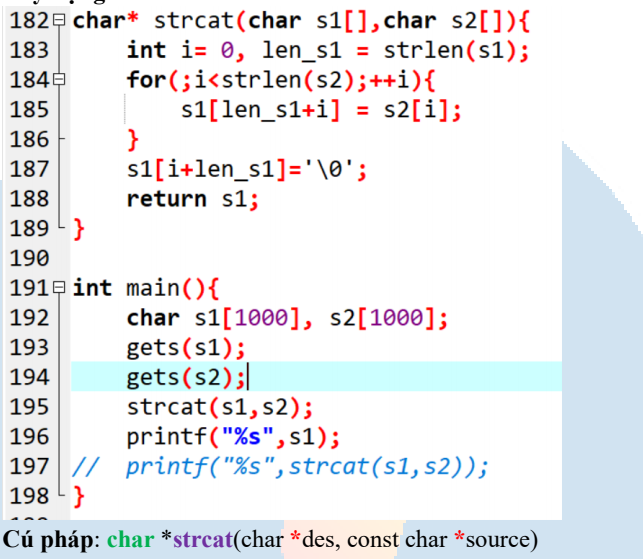 182 char* strcat(char s1[],char s2[]){
183     int i= 0, len_s1 = strlen(s1);
184     for(;i<strlen(s2);++i){
185         s1[len_s1+i] = s2[i];
186     }
187     s1[i+len_s1]='\0';
188     return s1;
189 }
190
191 int main(){
192     char s1[1000], s2[1000];
193     gets(s1);
194     gets(s2);
195     strcat(s1,s2);
196     printf("%s",s1);
197 //  printf("%s",strcat(s1,s2));
198 }
Cú pháp: char *strcat(char *des, const char *source)